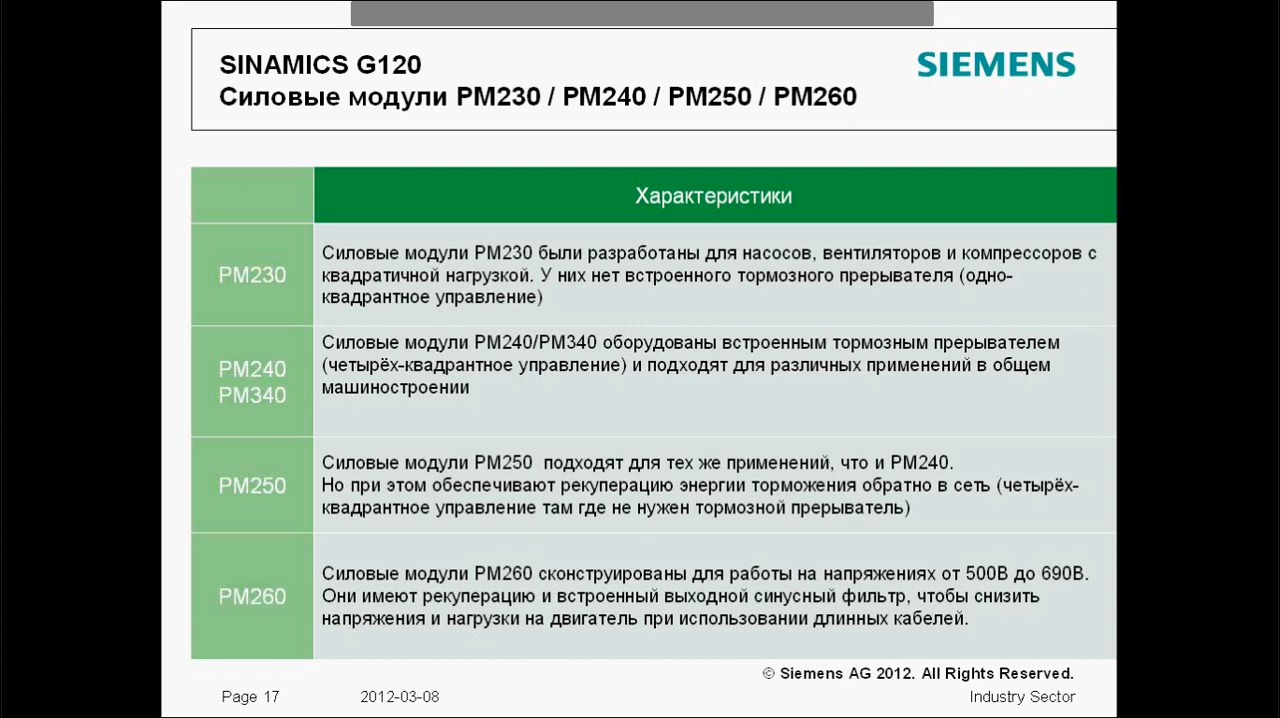 SINAMICS G120
SIEMENS
Силовые модули PM230 / PM240 / PM250 / PM260
Характеристики
PM230
Силовые модули PM230 были разработаны для насосов, вентиляторов и компрессоров с
квадратичной нагрузкой. У них нет встроенного тормозного прерывателя (одно-
квадрантное управление)
PM240
PM340
Силовые модули PM240/PM340 оборудованы встроенным тормозным прерывателем
(четырёх-квадрантное управление) и подходят для различных применений в общем
машиностроении
PM250
Силовые модули PM250 подходят для тех же применений, что и PM240.
Но при этом обеспечивают рекуперацию энергии торможения обратно в сеть (четырёх-
квадрантное управление там где не нужен тормозной прерыватель)
PM260
Силовые модули PM260 сконструированы для работы на напряжениях от 500В до 690В.
Они имеют рекуперацию и встроенный выходной синусный фильтр, чтобы снизить
напряжения и нагрузки на двигатель при использовании длинных кабелей.
© Siemens AG 2012. All Rights Reserved.
Page 17
2012-03-08
Industry Sector